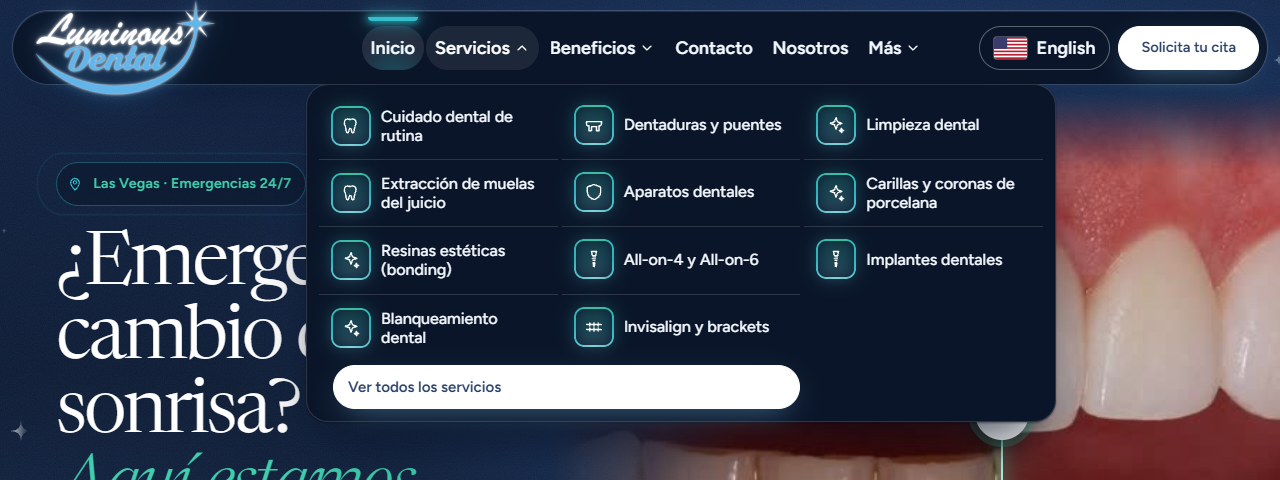 Luminous
Dental
Inicio
Servicios
Beneficios
Contacto
Nosotros
Más
English
Solicita tu cita
Cuidado dental de
rutina
Dentaduras y puentes
Limpieza dental
Extracción de muelas
del juicio
Aparatos dentales
Carillas y coronas de
porcelana
Resinas estéticas
(bonding)
All-on-4 y All-on-6
Implantes dentales
Blanqueamiento
dental
Invisalign y brackets
Ver todos los servicios
Las Vegas · Emergencias 24/7
¿Emerge
cambio
sonrisa?
Aquí estamos